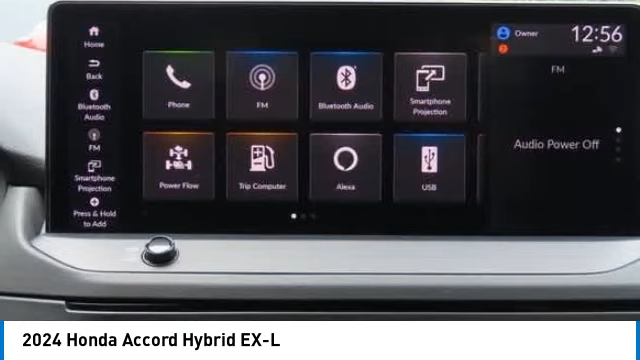 Home
Back
Bluetooth
Audio
FM
Smartphone
Projection
Press & Hold
to Add
Phone
FM
Bluetooth Audio
Smartphone
Projection
Power Flow
Trip Computer
Alexa
USB
Owner
12:56
FM
Audio Power Off
2024 Honda Accord Hybrid EX-L